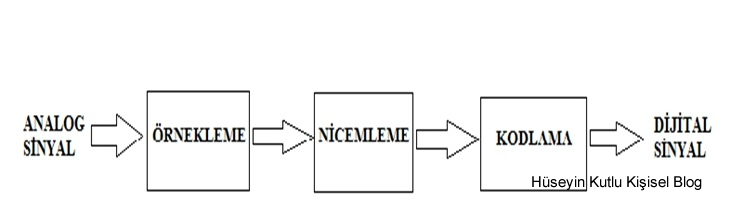 ANALOG
SİNYAL
ÖRNEKLEME
NİCEMLEME
KODLAMA
DİJİTAL
SİNYAL
Hüseyin Kutlu Kişisel Blog